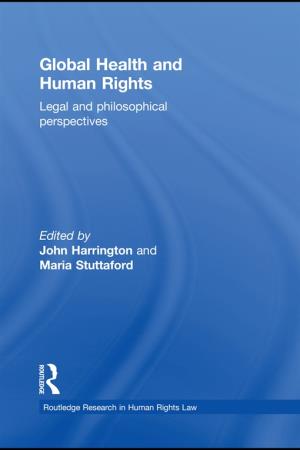 Global Health and
Human Rights
Legal and philosophical
perspectives
Edited by
John Harrington and
Maria Stuttaford
ROUTLEDGE
Routledge Research in Human Rights Law